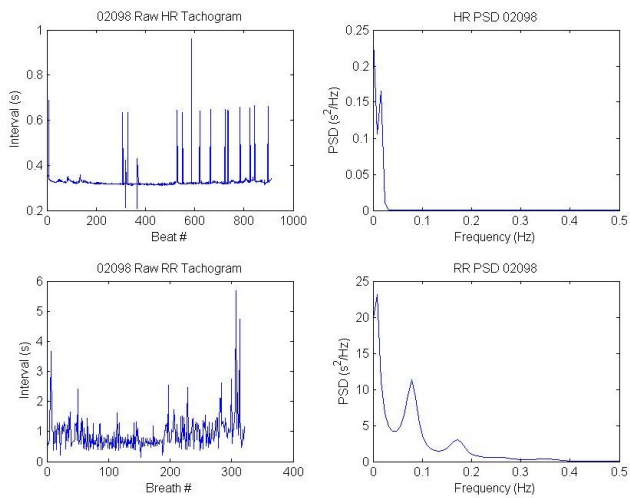 02098 Raw HR Tachogram
1
0.8
0.6
0.4
0.2
Interval (s)
0 200 400 600 800 1000
Beat #
HR PSD 02098
0.25
0.2
0.15
0.1
0.05
0
PSD (s²/Hz)
0 0.1 0.2 0.3 0.4 0.5
Frequency (Hz)
02098 Raw RR Tachogram
6
5
4
3
2
1
0
Interval (s)
0 100 200 300 400
Breath #
RR PSD 02098
25
20
15
10
5
0
PSD (s²/Hz)
0 0.1 0.2 0.3 0.4 0.5
Frequency (Hz)